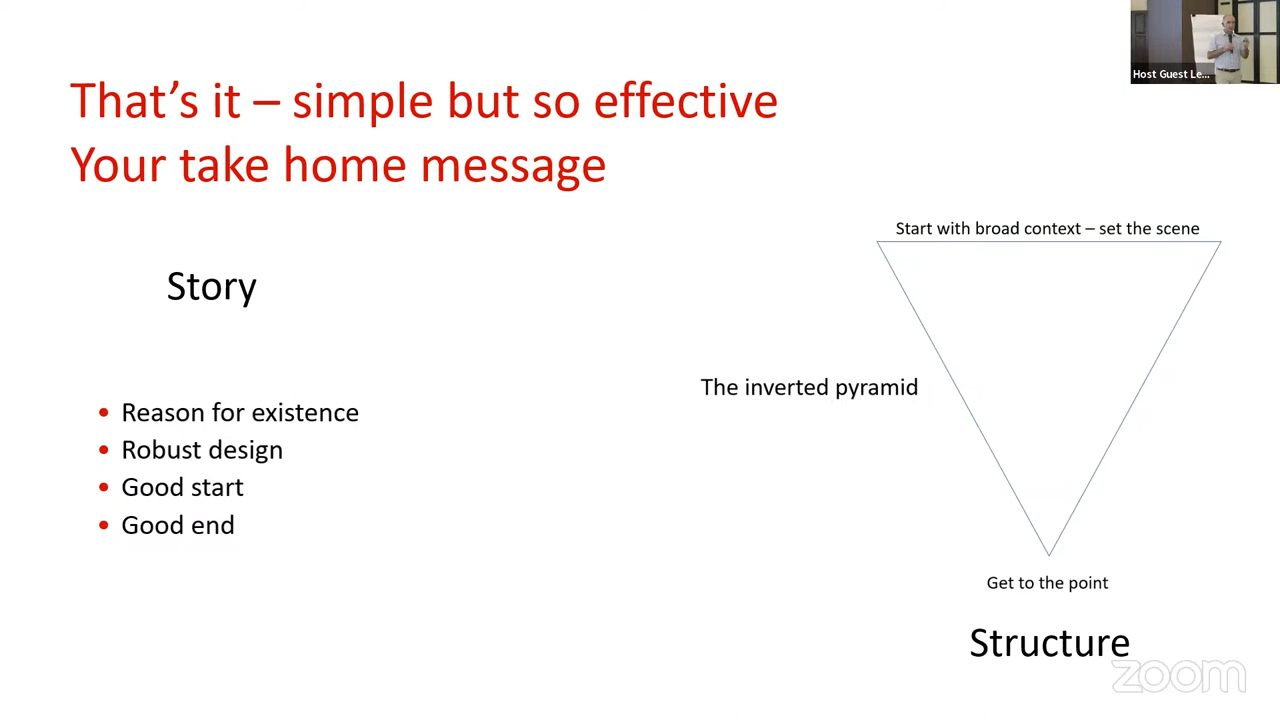 Host Guest Le...
That's it – simple but so effective
Your take home message
Story
• Reason for existence
• Robust design
• Good start
• Good end
Start with broad context – set the scene
The inverted pyramid
Get to the point
Structure
zoom